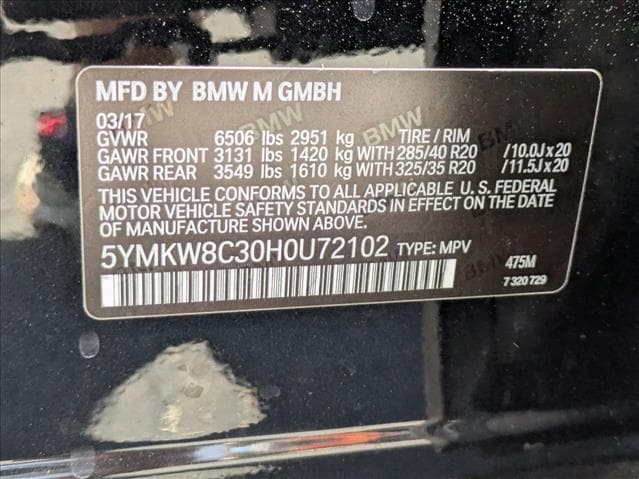 MFD BY BMW M GMBH
03/17
GVWR 6506 lbs 2951 kg TIRE / RIM
GAWR FRONT 3131 lbs 1420 kg WITH 285/40 R20 /10.0J x 20
GAWR REAR 3549 lbs 1610 kg WITH 325/35 R20 /11.5J x 20
THIS VEHICLE CONFORMS TO ALL APPLICABLE U. S. FEDERAL
MOTOR VEHICLE SAFETY STANDARDS IN EFFECT ON THE DATE
OF MANUFACTURE SHOWN ABOVE.
5YMKW8C30H0U72102 TYPE: MPV 475M
7 320 729